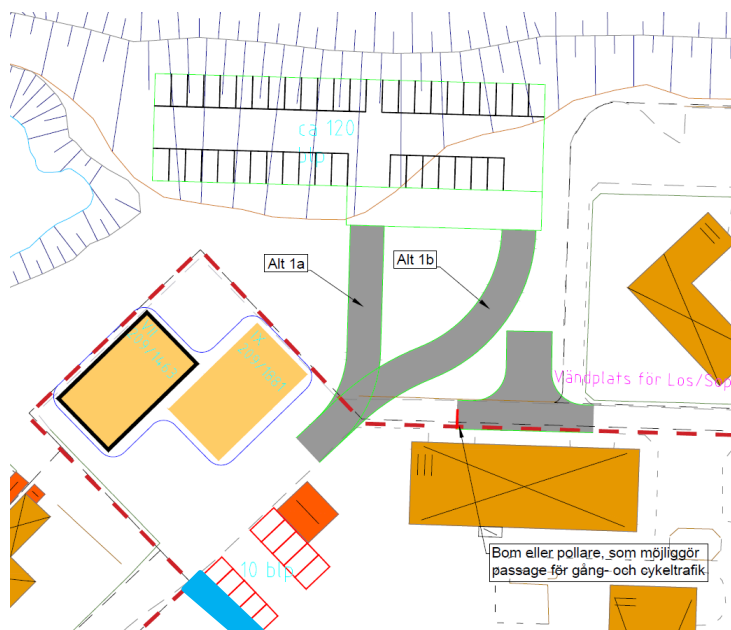 ca 120
blp
Alt 1a
Alt 1b
Vändplats för Los/Sop
Bom eller pollare, som möjliggör
passage för gång- och cykeltrafik
10 blp